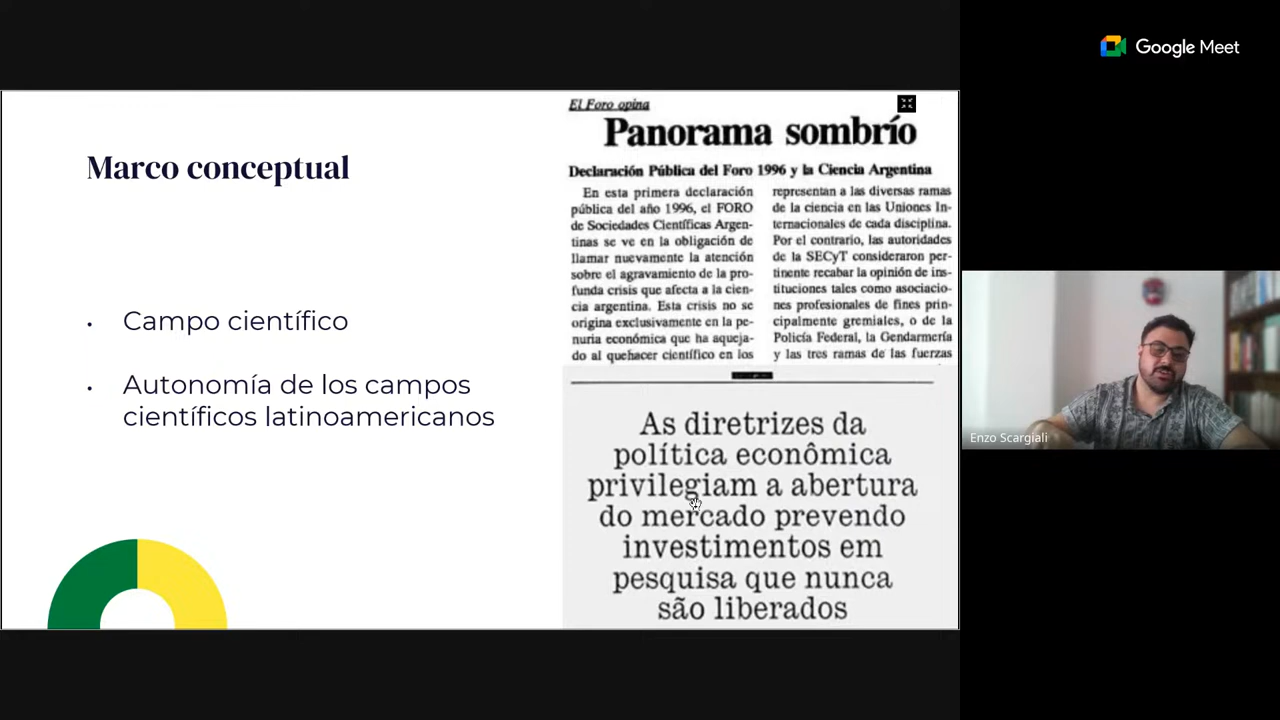 Google Meet
Marco conceptual
• Campo científico
• Autonomía de los campos
científicos latinoamericanos
El Foro opina
Panorama sombrío
Declaración Pública del Foro 1996 y la Ciencia Argentina
En esta primera declaración
pública del año 1996, el FORO
de Sociedades Científicas Argen-
tinas se ve en la obligación de
llamar nuevamente la atención
sobre el agravamiento de la pro-
funda crisis que afecta a la cien-
cia argentina. Esta crisis no se
origina exclusivamente en la pe-
nuria económica que ha aqueja-
do al quehacer científico en los
representan a las diversas ramas
de la ciencia en las Uniones In-
ternacionales de cada disciplina.
Por el contrario, las autoridades
de la SECyT consideraron per-
tinente recabar la opinión de ins-
tituciones tales como asociacio-
nes profesionales de fines prin-
cipalmente gremiales, o de la
Policía Federal, la Gendarmería
y las tres ramas de las fuerzas
As diretrizes da
política econômica
privilegiam a abertura
do mercado prevendo
investimentos em
pesquisa que nunca
são liberados
Enzo Scargiali